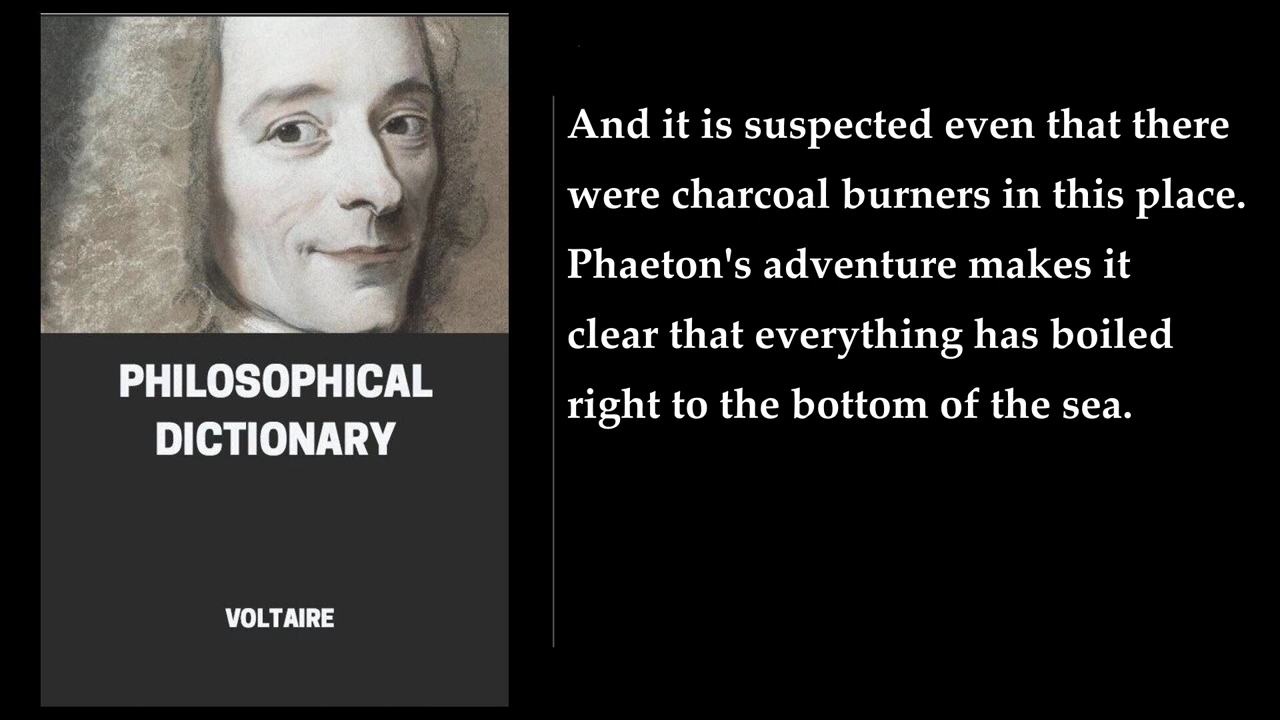 PHILOSOPHICAL
DICTIONARY
VOLTAIRE
And it is suspected even that there
were charcoal burners in this place.
Phaeton's adventure makes it
clear that everything has boiled
right to the bottom of the sea.